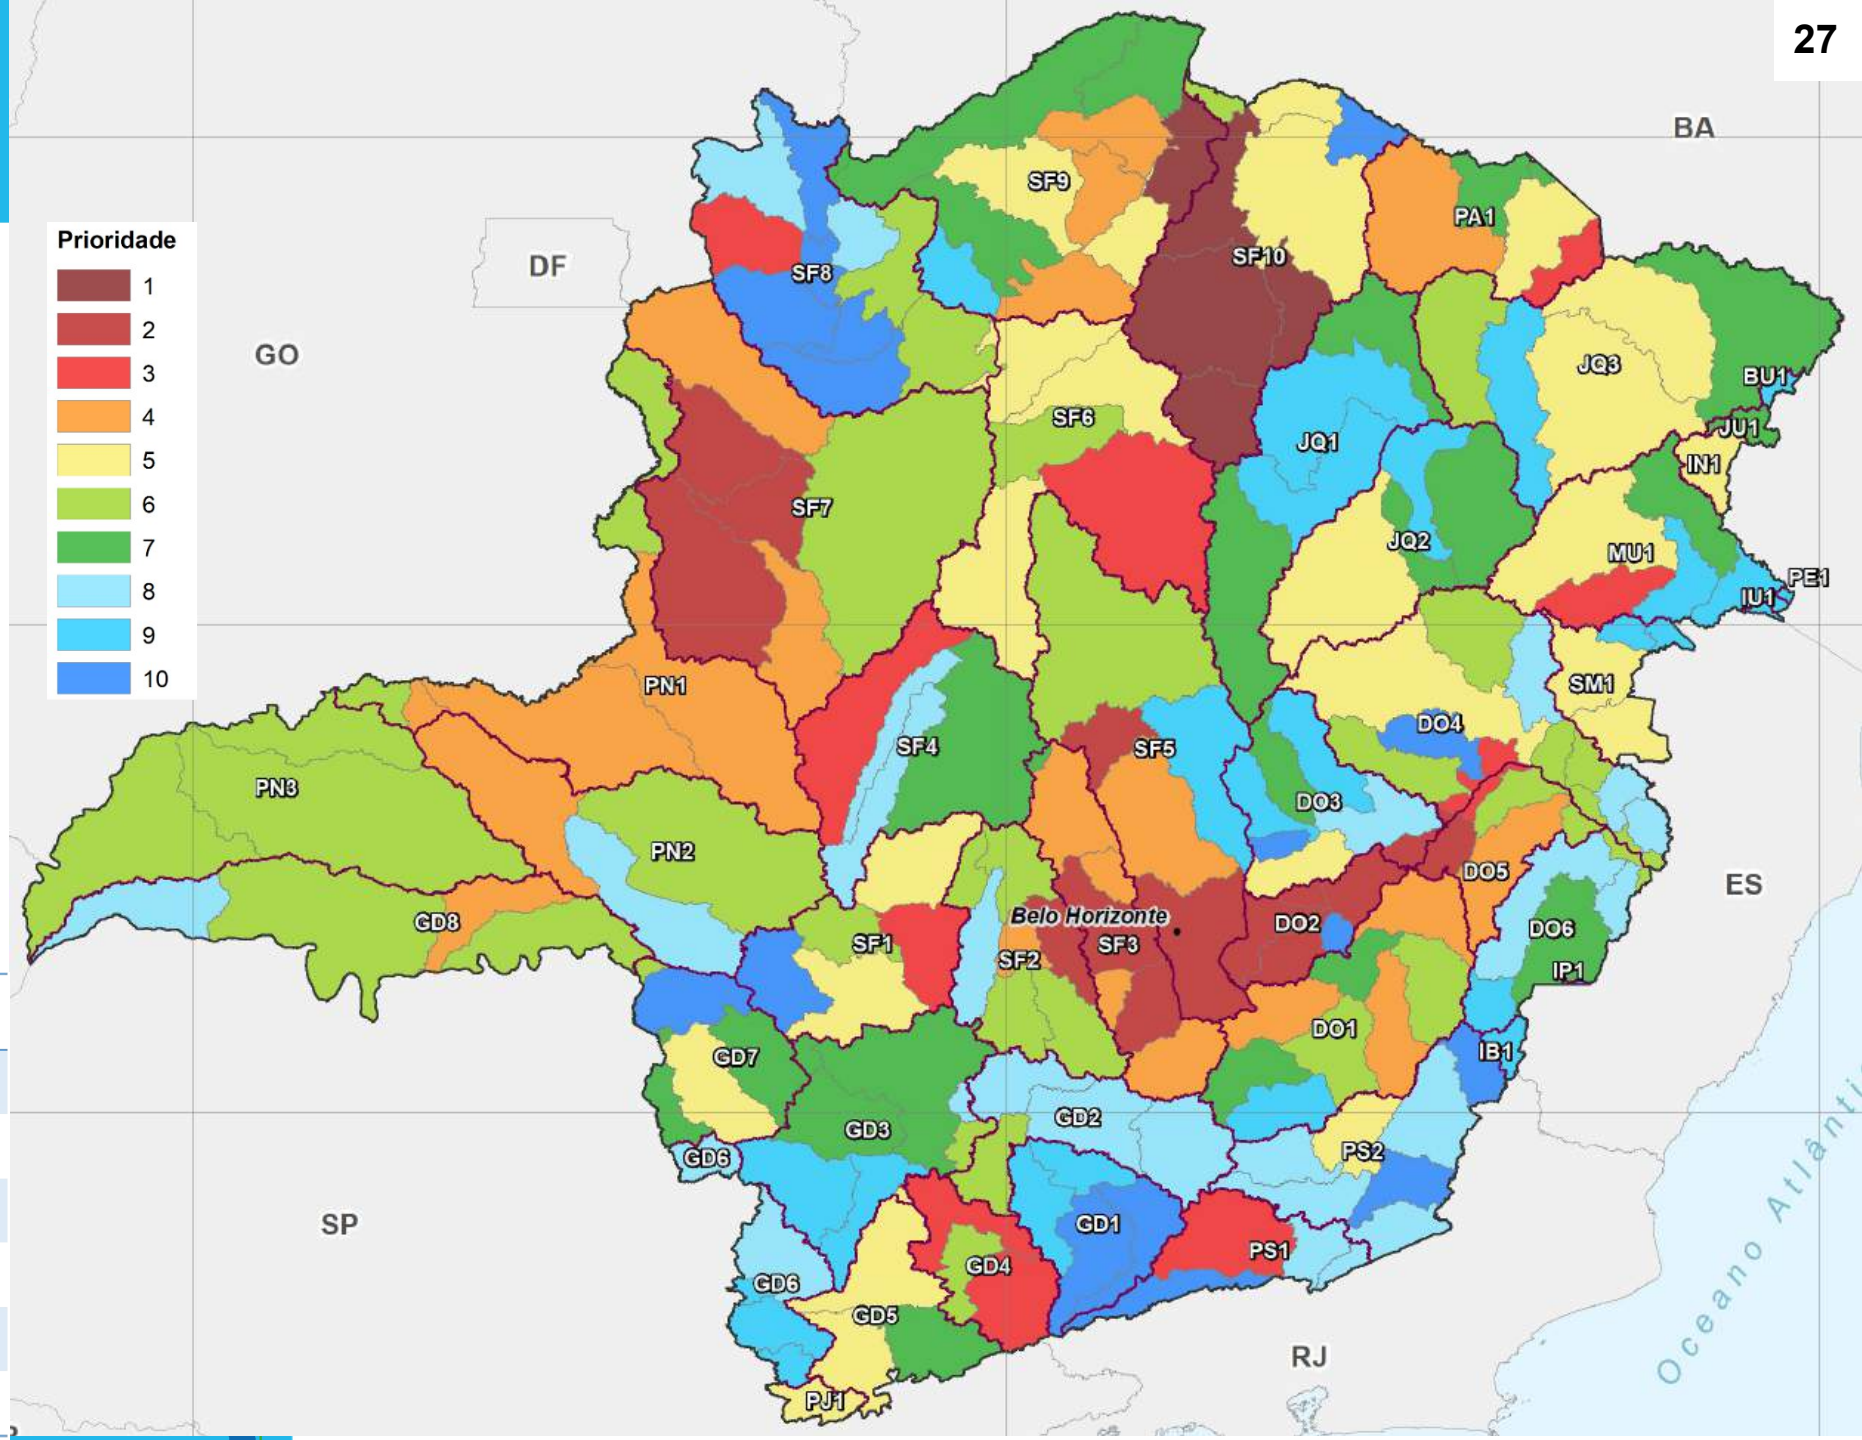 27
BA
Prioridade
1
2
3
4
5
6
7
8
9
10
DF
GO
SF9
PA1
SF10
SF8
JQ3
BU1
SF6
JU1
JQ1
IN1
SF7
JQ2
MU1
PE1
IU1
PN1
SM1
DO4
SF4
SF5
PN3
DO3
PN2
DO5
ES
Belo Horizonte
GD8
DO2
SF1
SF3
DO6
SF2
IP1
DO1
IB1
GD7
GD2
GD3
PS2
GD6
SP
GD1
PS1
GD4
GD6
GD5
RJ
PJ1
Oceano Atlânti